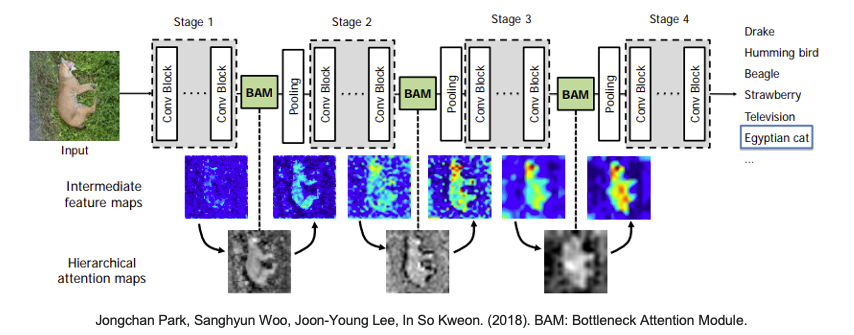 Stage 1
Stage 2
Stage 3
Stage 4
Input
Conv Block
....
Conv Block
BAM
Pooling
Conv Block
....
Conv Block
BAM
Pooling
Conv Block
....
Conv Block
BAM
Pooling
Conv Block
....
Conv Block
Drake
Humming bird
Beagle
Strawberry
Television
Egyptian cat
...
Intermediate
feature maps
Hierarchical
attention maps
Jongchan Park, Sanghyun Woo, Joon-Young Lee, In So Kweon. (2018). BAM: Bottleneck Attention Module.